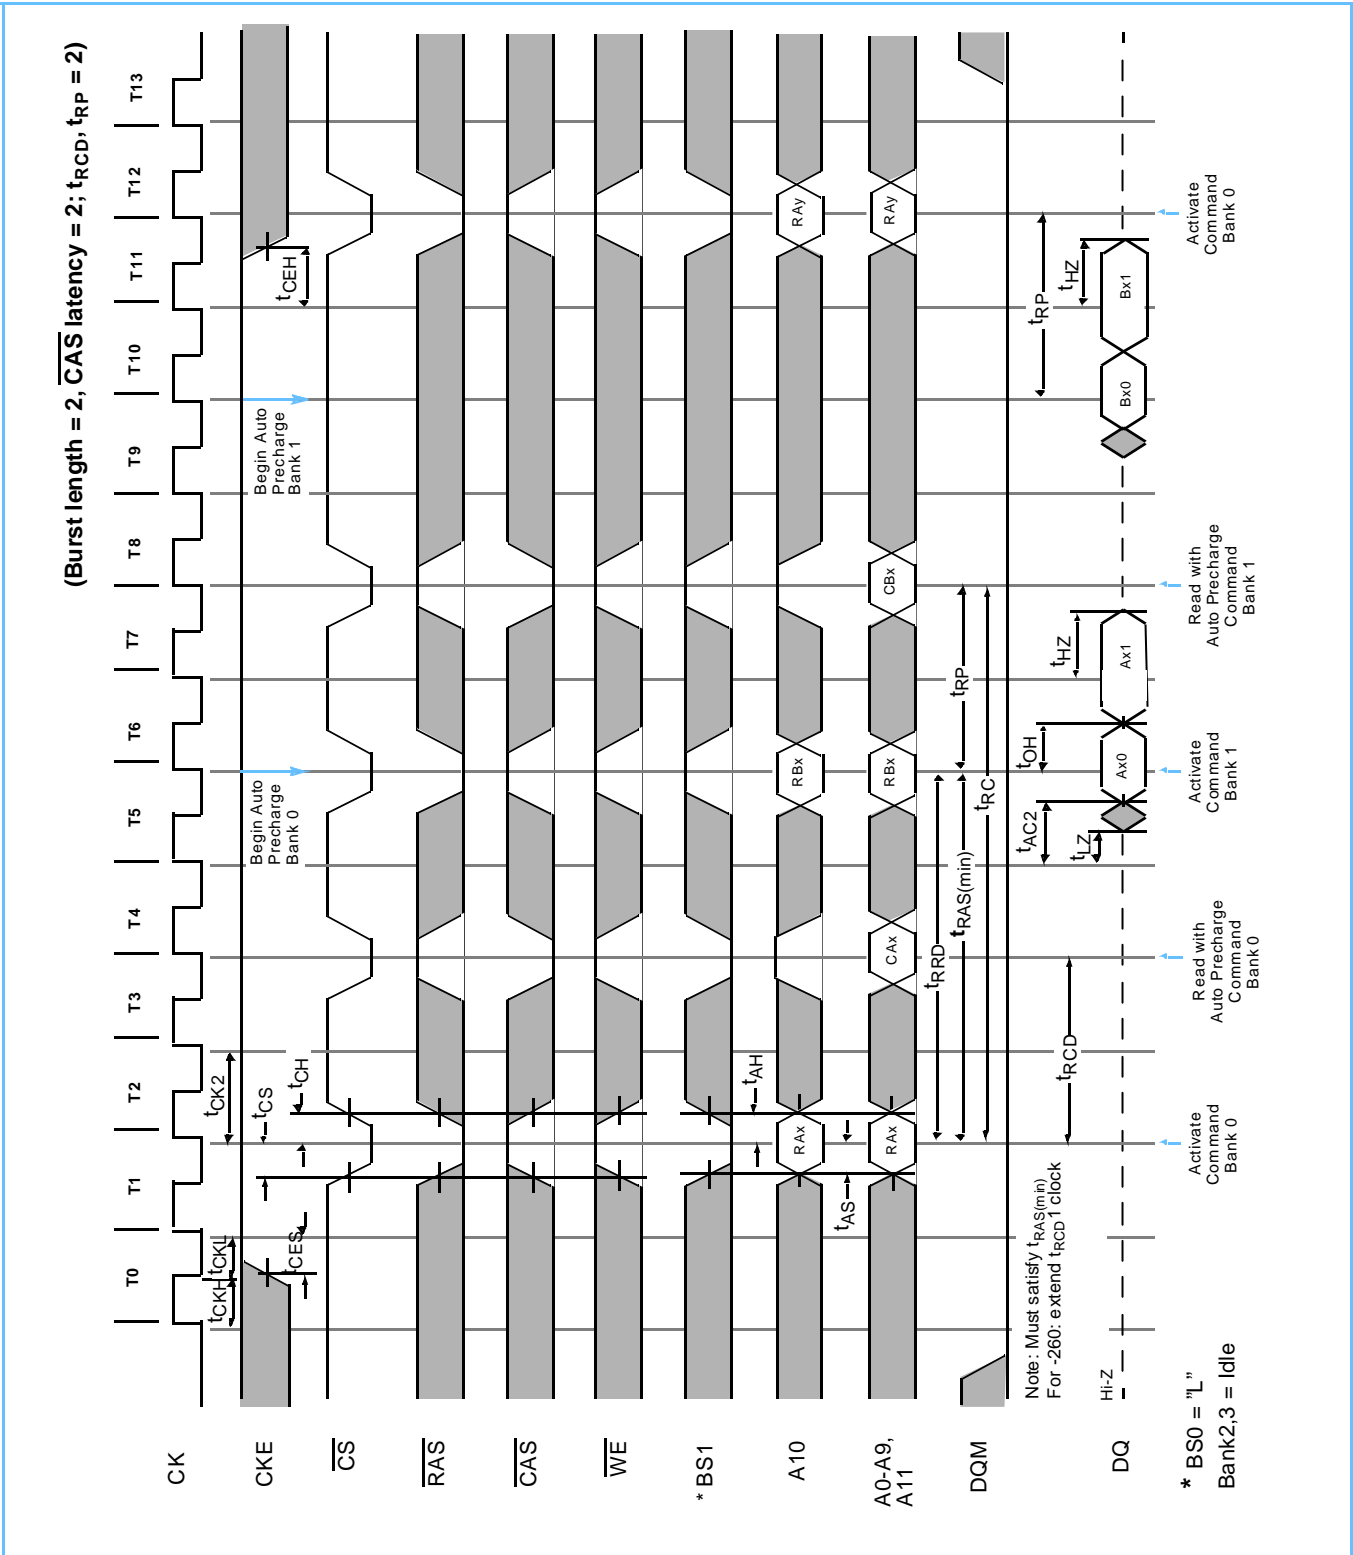 (Burst length = 2, CAS latency = 2; tRCD, tRP = 2)
T0 T1 T2 T3 T4 T5 T6 T7 T8 T9 T10 T11 T12 T13
CK
tCKH tCKL
tCK2
CKE
tCES
Begin Auto
Precharge
Bank 0
Begin Auto
Precharge
Bank 1
tCEH
CS
tCS
tCH
RAS
CAS
WE
* BS1
tAH
A10
RAx
RBx
RAy
tAS
A0-A9,
A11
RAx
CAx
RBx
CBx
RAy
tRRD
DQM
tRAS(min)
tRP
tRC
Note: Must satisfy tRAS(min)
For -260: extend tRCD 1 clock
tRCD
tAC2
tOH
tHZ
tRP
tHZ
tLZ
DQ
Hi-Z
Ax0
Ax1
Bx0
Bx1
Activate
Command
Bank 0
Read with
Auto Precharge
Command
Bank 0
Activate
Command
Bank 1
Read with
Auto Precharge
Command
Bank 1
Activate
Command
Bank 0
* BS0 = "L"
Bank2,3 = Idle